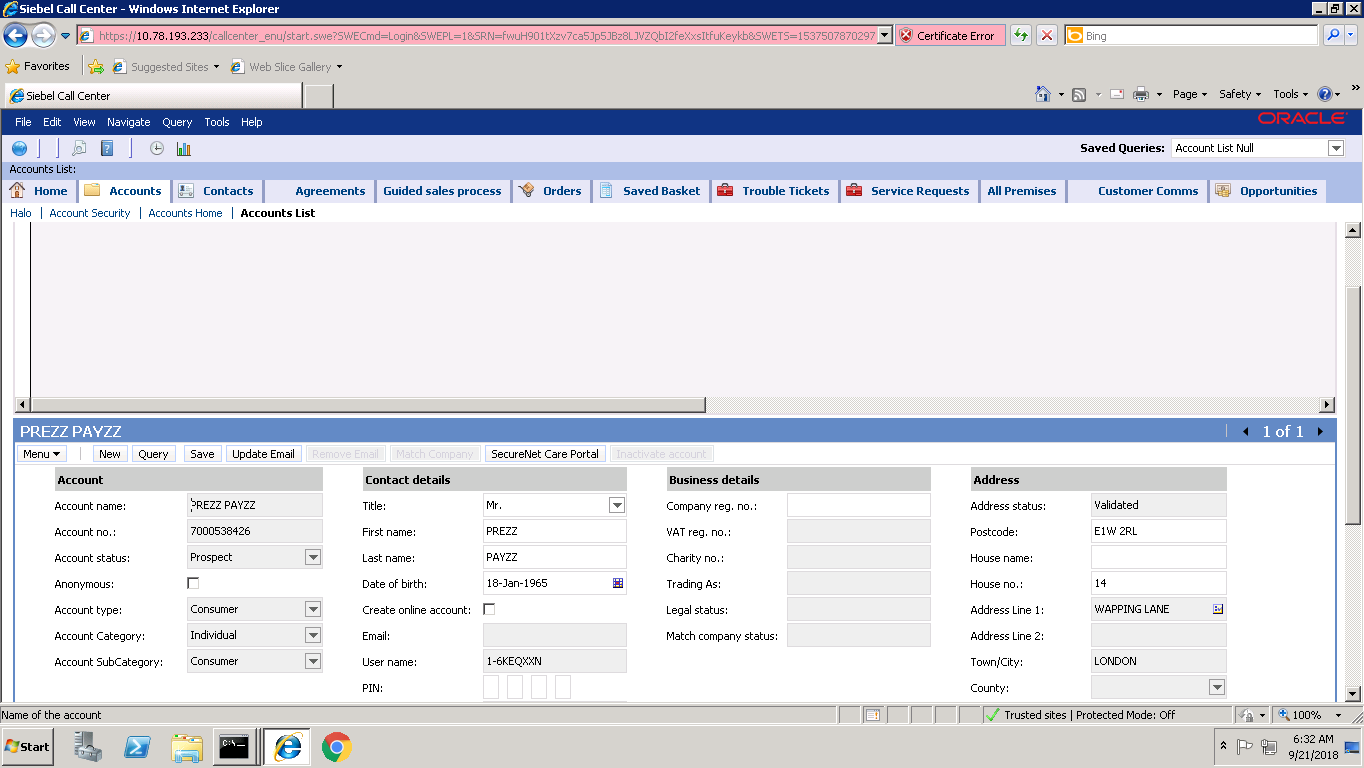 Siebel Call Center - Windows Internet Explorer
https://10.78.193.233/callcenter_enu/start.swe?SWECmd=Login&SWEPL=1&SRN=fwuH901tXzv7ca5Jp5JBz8LJVZQbI2feXxsItfuKeykb&SWETS=1537507870297 Certificate Error Bing
Favorites Suggested Sites Web Slice Gallery
Siebel Call Center Page Safety Tools
File Edit View Navigate Query Tools Help ORACLE
Saved Queries: Account List Null
Accounts List:
Home Accounts Contacts Agreements Guided sales process Orders Saved Basket Trouble Tickets Service Requests All Premises Customer Comms Opportunities
Halo | Account Security | Accounts Home | Accounts List
PREZZ PAYZZ 1 of 1
Menu New Query Save Update Email Remove Email Match Company SecureNet Care Portal Inactivate account
Account Contact details Business details Address
Account name: PREZZ PAYZZ Title: Mr. Company reg. no.: Address status: Validated
Account no.: 7000538426 First name: PREZZ VAT reg. no.: Postcode: E1W 2RL
Account status: Prospect Last name: PAYZZ Charity no.: House name:
Anonymous: Date of birth: 18-Jan-1965 Trading As: House no.: 14
Account type: Consumer Create online account: Legal status: Address Line 1: WAPPING LANE
Account Category: Individual Email: Match company status: Address Line 2:
Account SubCategory: Consumer User name: 1-6KEQXXN Town/City: LONDON
PIN: County:
Name of the account Trusted sites | Protected Mode: Off 100%
Start C:\ 6:32 AM
9/21/2018